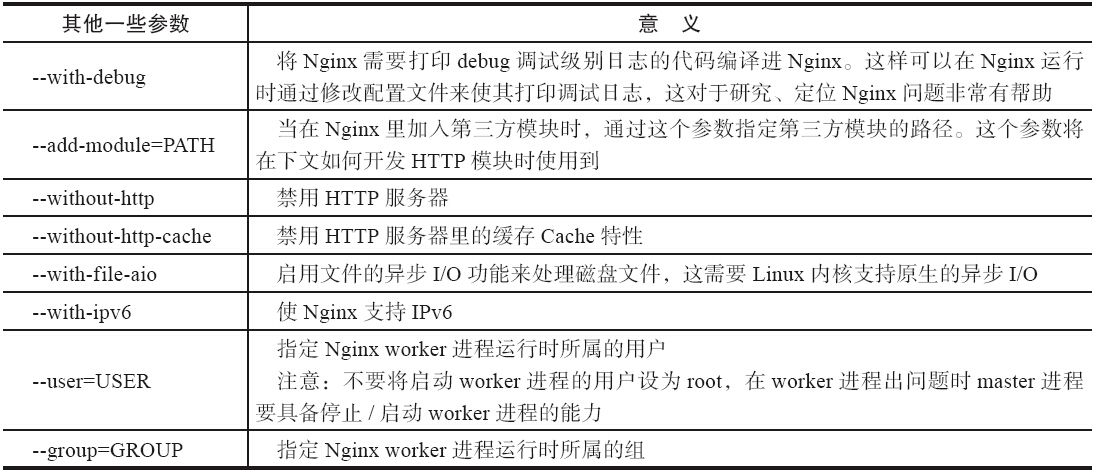 其他一些参数 意 义
--with-debug 将 Nginx 需要打印 debug 调试级别日志的代码编译进 Nginx。这样可以在 Nginx 运行
时通过修改配置文件来使其打印调试日志，这对于研究、定位 Nginx 问题非常有帮助
--add-module=PATH 当在 Nginx 里加入第三方模块时，通过这个参数指定第三方模块的路径。这个参数将
在下文如何开发 HTTP 模块时使用到
--without-http 禁用 HTTP 服务器
--without-http-cache 禁用 HTTP 服务器里的缓存 Cache 特性
--with-file-aio 启用文件的异步 I/O 功能来处理磁盘文件，这需要 Linux 内核支持原生的异步 I/O
--with-ipv6 使 Nginx 支持 IPv6
--user=USER 指定 Nginx worker 进程运行时所属的用户
注意：不要将启动 worker 进程的用户设为 root，在 worker 进程出问题时 master 进程
要具备停止 / 启动 worker 进程的能力
--group=GROUP 指定 Nginx worker 进程运行时所属的组